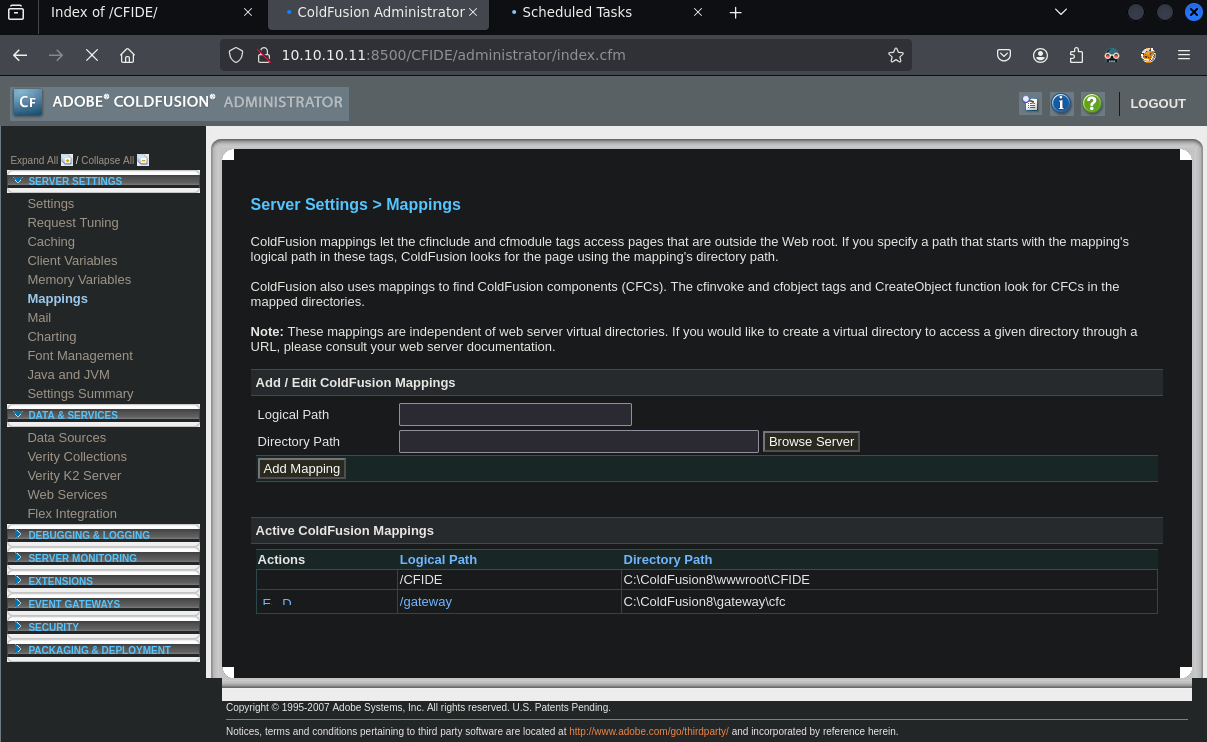 Index of /CFIDE/
ColdFusion Administrator
Scheduled Tasks
10.10.10.11:8500/CFIDE/administrator/index.cfm
CF ADOBE® COLDFUSION® ADMINISTRATOR
LOGOUT
Expand All / Collapse All
SERVER SETTINGS
Settings
Request Tuning
Caching
Client Variables
Memory Variables
Mappings
Mail
Charting
Font Management
Java and JVM
Settings Summary
DATA & SERVICES
Data Sources
Verity Collections
Verity K2 Server
Web Services
Flex Integration
DEBUGGING & LOGGING
SERVER MONITORING
EXTENSIONS
EVENT GATEWAYS
SECURITY
PACKAGING & DEPLOYMENT
Server Settings > Mappings
ColdFusion mappings let the cfinclude and cfmodule tags access pages that are outside the Web root. If you specify a path that starts with the mapping's
logical path in these tags, ColdFusion looks for the page using the mapping's directory path.
ColdFusion also uses mappings to find ColdFusion components (CFCs). The cfinvoke and cfobject tags and CreateObject function look for CFCs in the
mapped directories.
Note: These mappings are independent of web server virtual directories. If you would like to create a virtual directory to access a given directory through a
URL, please consult your web server documentation.
Add / Edit ColdFusion Mappings
Logical Path
Directory Path
Browse Server
Add Mapping
Active ColdFusion Mappings
Actions Logical Path Directory Path
/CFIDE C:\ColdFusion8\wwwroot\CFIDE
/gateway C:\ColdFusion8\gateway\cfc
Copyright © 1995-2007 Adobe Systems, Inc. All rights reserved. U.S. Patents Pending.
Notices, terms and conditions pertaining to third party software are located at http://www.adobe.com/go/thirdparty/ and incorporated by reference herein.